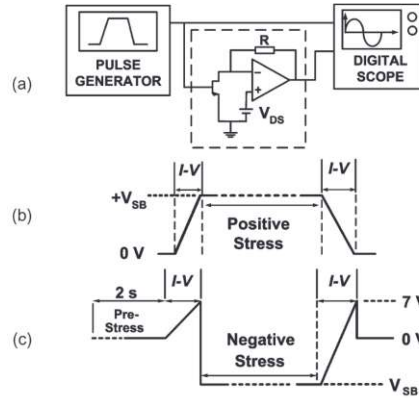 (a)
PULSE
GENERATOR
R
−
+
V_DS
DIGITAL
SCOPE
I-V
I-V
+V_SB
(b)
Positive
Stress
0 V
I-V
I-V
2 s
7 V
Pre-
Stress
(c)
Negative
Stress
0 V
V_SB